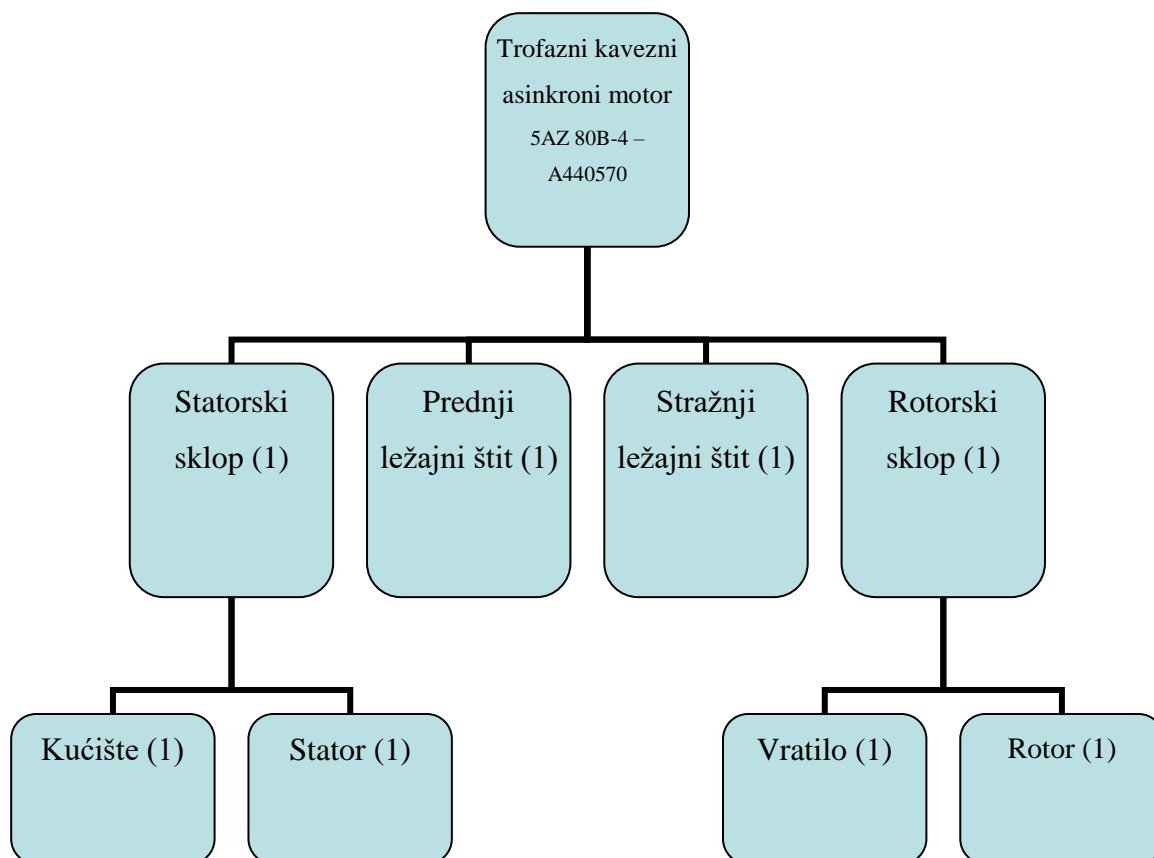 Trofazni kavezni
asinkroni motor
5AZ 80B-4 –
A440570
Statorski
sklop (1)
Prednji
ležajni štit (1)
Stražnji
ležajni štit (1)
Rotorski
sklop (1)
Kućište (1)
Stator (1)
Vratilo (1)
Rotor (1)